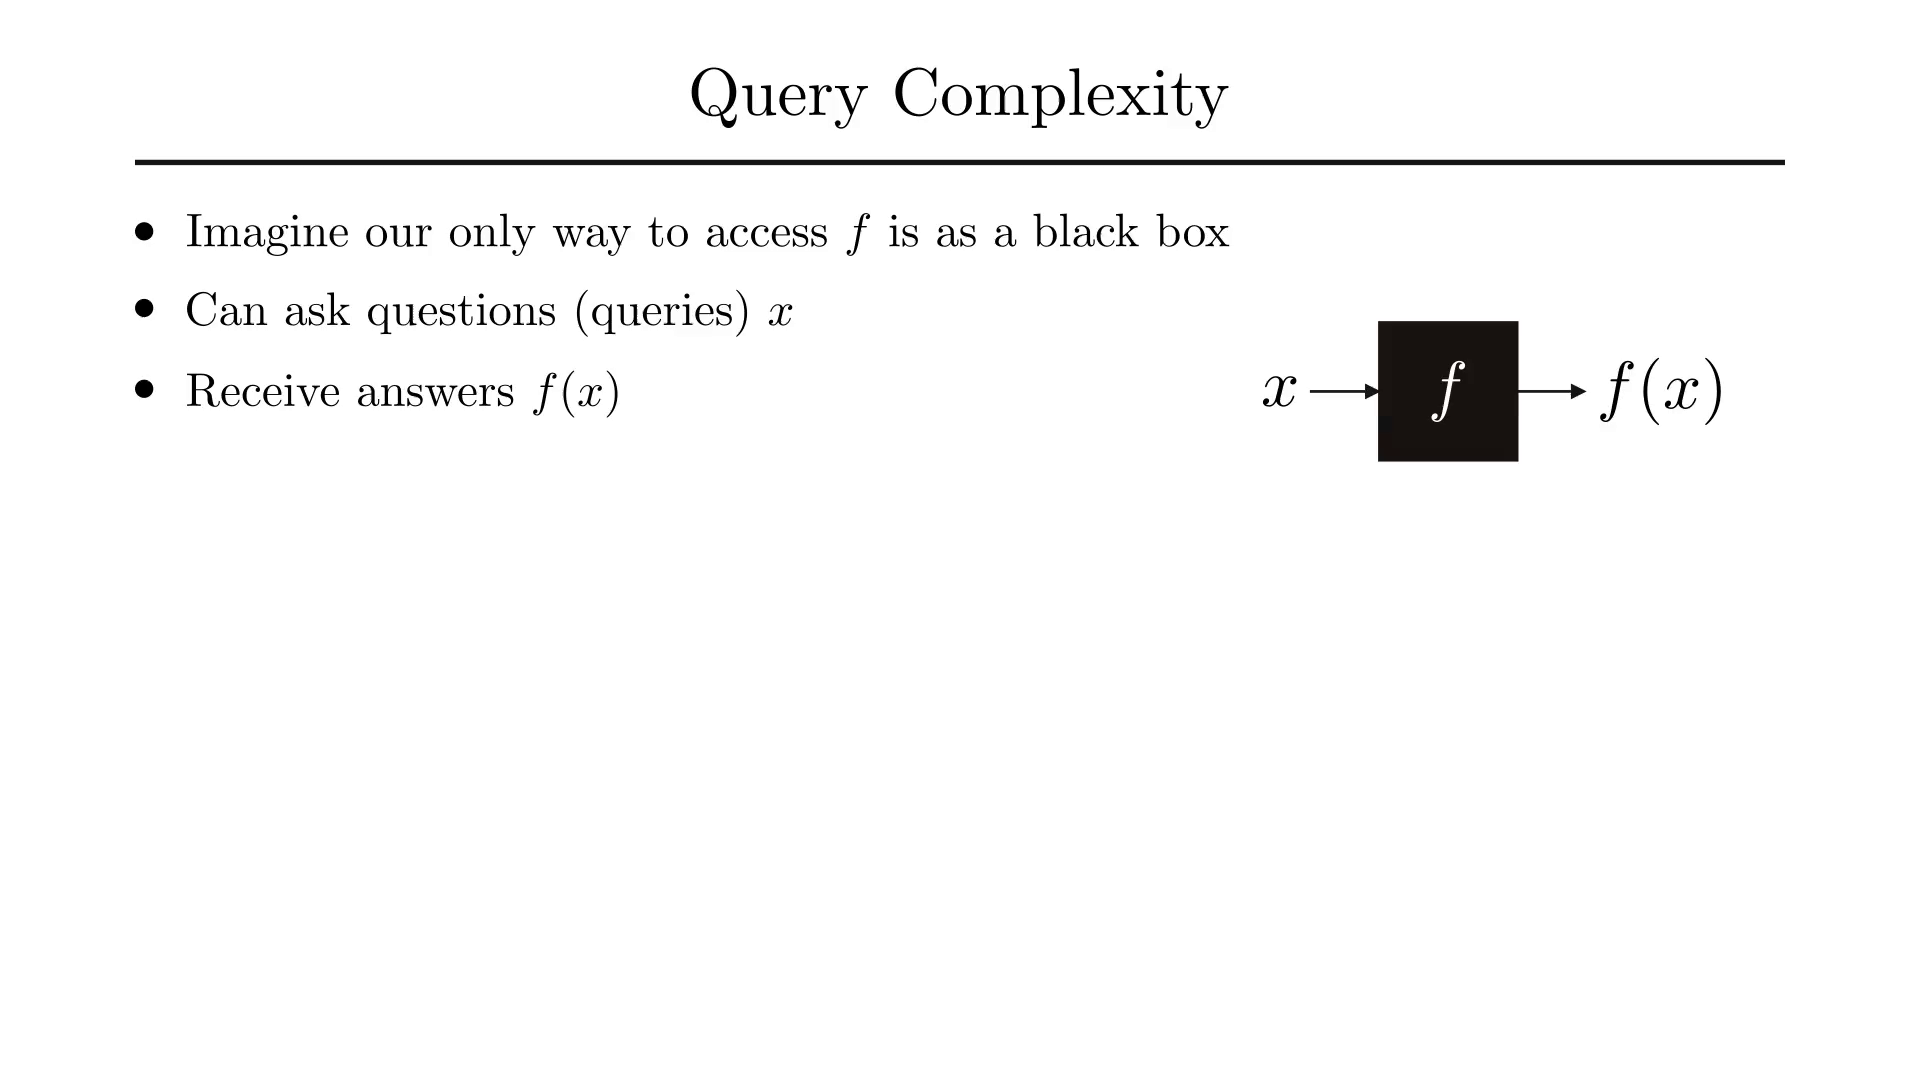 Query Complexity
• Imagine our only way to access f is as a black box
• Can ask questions (queries) x
• Receive answers f(x)
x f f(x)